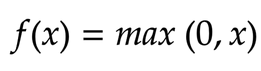 f(x) = max (0, x)